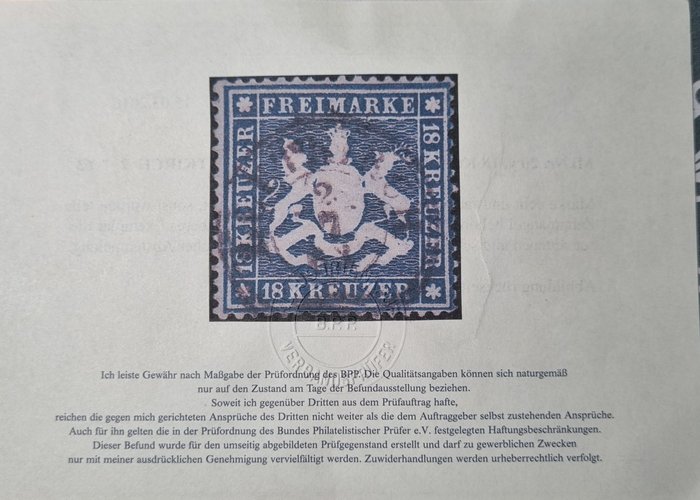 FREIMARKE
18 KREUZER
18 KREUZER
18 KREUZER
B.P.P.
VERBANDSPRÜFER
Ich leiste Gewähr nach Maßgabe der Prüfordnung des BPP. Die Qualitätsangaben können sich naturgemäß
nur auf den Zustand am Tage der Befundausstellung beziehen.
Soweit ich gegenüber Dritten aus dem Prüfauftrag hafte,
reichen die gegen mich gerichteten Ansprüche des Dritten nicht weiter als die dem Auftraggeber selbst zustehenden Ansprüche.
Auch für ihn gelten die in der Prüfordnung des Bundes Philatelistischer Prüfer e.V. festgelegten Haftungsbeschränkungen.
Dieser Befund wurde für den umseitig abgebildeten Prüfgegenstand erstellt und darf zu gewerblichen Zwecken
nur mit meiner ausdrücklichen Genehmigung vervielfältigt werden. Zuwiderhandlungen werden urheberrechtlich verfolgt.